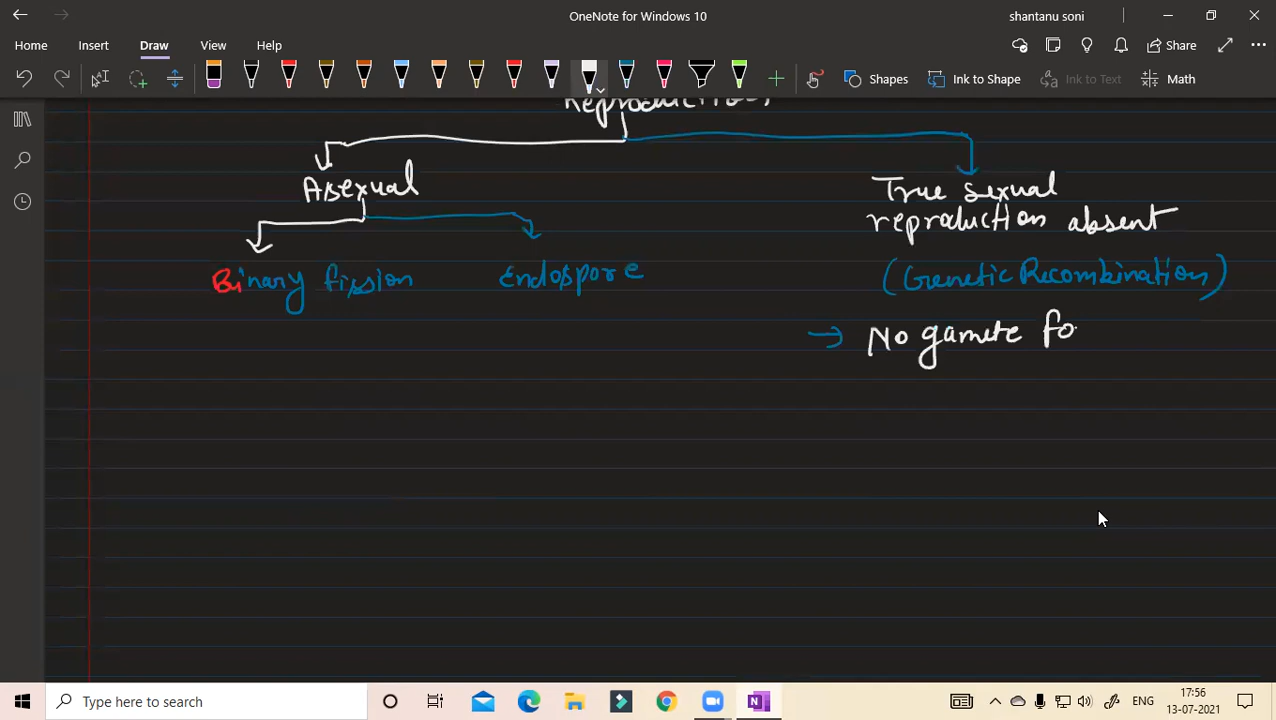 OneNote for Windows 10
shantanu soni
Home Insert Draw View Help
Share
Shapes
Ink to Shape
Ink to Text
Math
Reproduction
Asexual
True sexual
reproduction absent
Binary fission
Endospore
(Genetic Recombination)
→ No gamete fo
Type here to search
ENG
17:56
13-07-2021